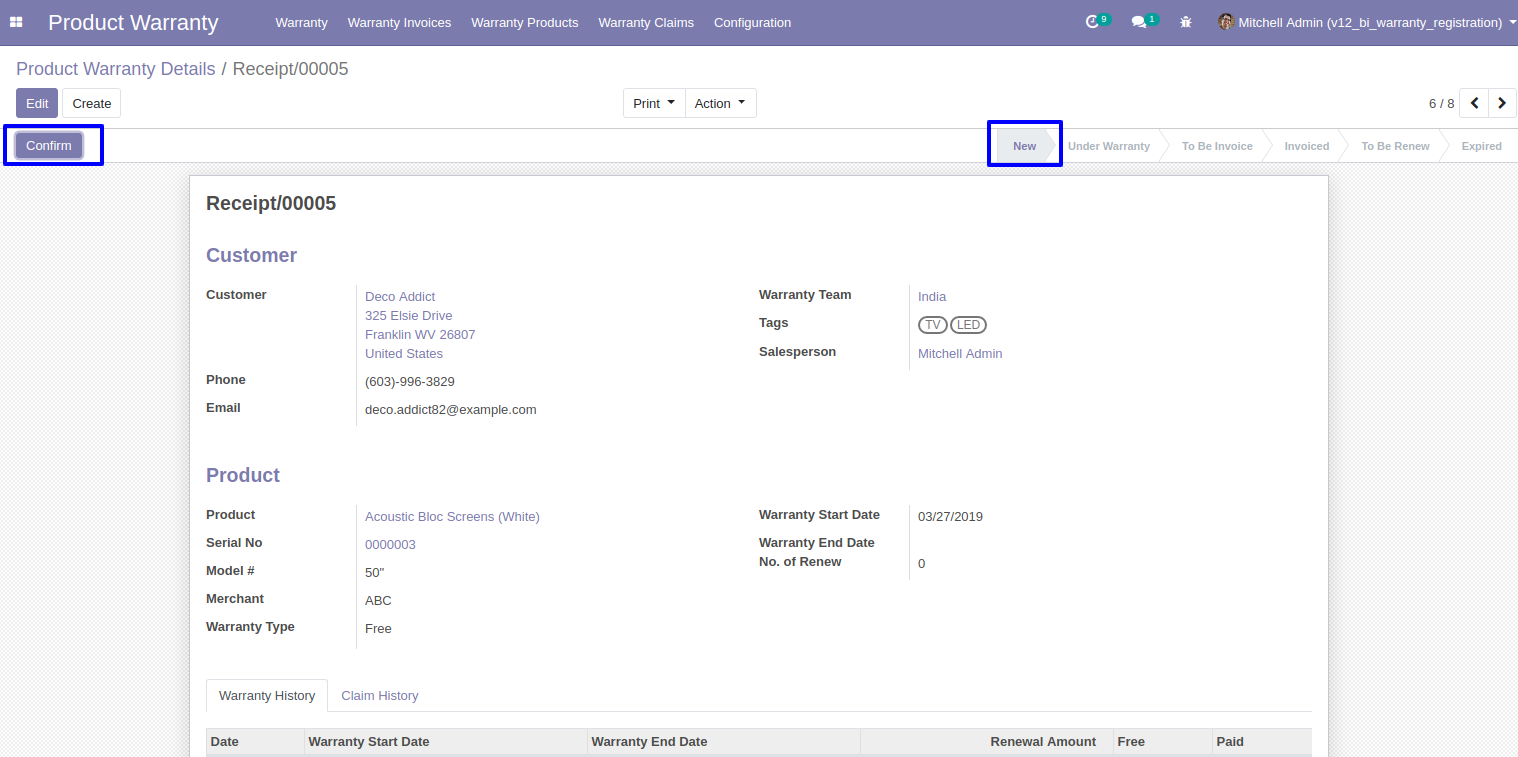 Product Warranty Warranty Warranty Invoices Warranty Products Warranty Claims Configuration 9 1 Mitchell Admin (v12_bi_warranty_registration)
Product Warranty Details / Receipt/00005
Edit Create Print Action 6 / 8
Confirm New Under Warranty To Be Invoice Invoiced To Be Renew Expired
Receipt/00005
Customer
Customer Deco Addict Warranty Team India
325 Elsie Drive
Tags TV LED
Franklin WV 26807
United States Salesperson Mitchell Admin
Phone (603)-996-3829
Email deco.addict82@example.com
Product
Product Acoustic Bloc Screens (White) Warranty Start Date 03/27/2019
Serial No 0000003 Warranty End Date
No. of Renew 0
Model # 50"
Merchant ABC
Warranty Type Free
Warranty History Claim History
Date Warranty Start Date Warranty End Date Renewal Amount Free Paid